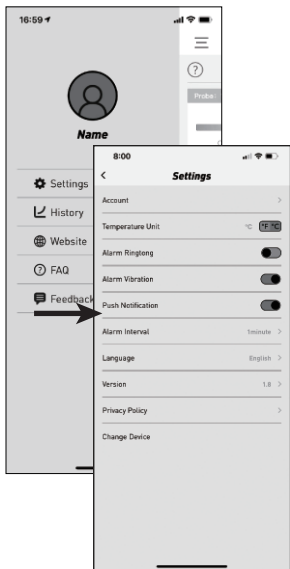 16:59
?
Probe
Name
Settings
History
Website
? FAQ
Feedback
8:00
< Settings
Account >
Temperature Unit °C °F °C
Alarm Ringtong
Alarm Vibration
Push Notification
Alarm Interval 1minute >
Language English >
Version 1.8 >
Privacy Policy >
Change Device